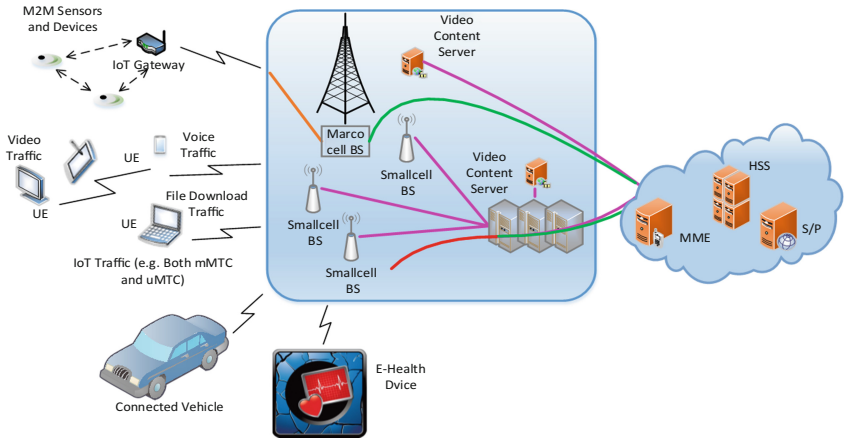 M2M Sensors
and Devices
IoT Gateway
Video
Traffic
UE
UE
Voice
Traffic
File Download
Traffic
UE
IoT Traffic (e.g. Both mMTC
and uMTC)
Connected Vehicle
E-Health
Dvice
Marco
cell BS
Video
Content
Server
Smallcell
BS
Video
Content
Server
Smallcell
BS
Smallcell
BS
HSS
MME
S/P